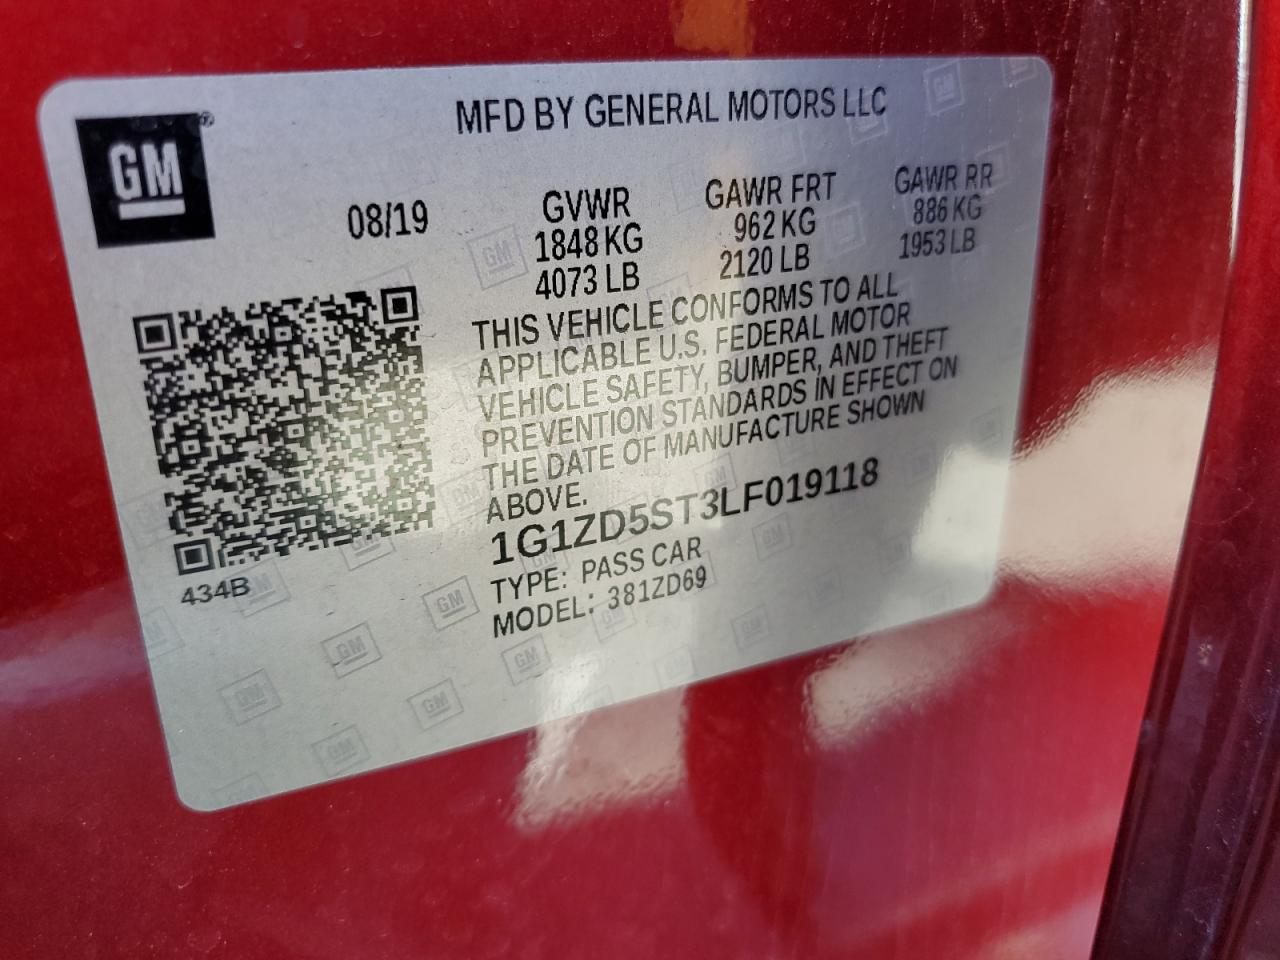 MFD BY GENERAL MOTORS LLC
GM®
08/19
GVWR GAWR FRT GAWR RR
1848 KG 962 KG 886 KG
4073 LB 2120 LB 1953 LB
THIS VEHICLE CONFORMS TO ALL
APPLICABLE U.S. FEDERAL MOTOR
VEHICLE SAFETY, BUMPER, AND THEFT
PREVENTION STANDARDS IN EFFECT ON
THE DATE OF MANUFACTURE SHOWN
ABOVE.
1G1ZD5ST3LF019118
TYPE: PASS CAR
MODEL: 381ZD69
434B